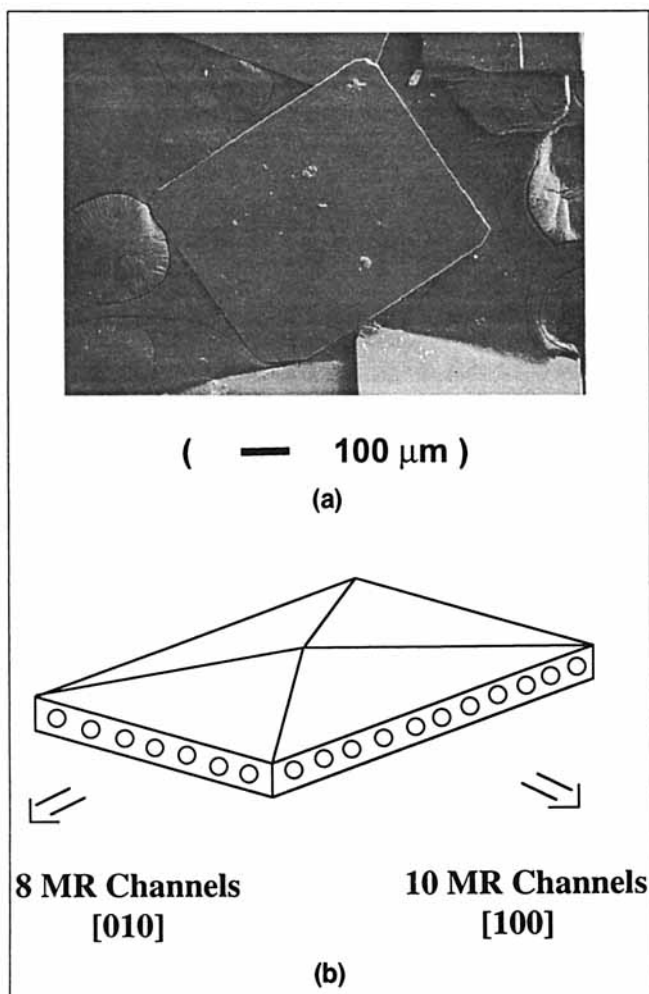 ( 100 μm )
(a)
8 MR Channels
[010]
10 MR Channels
[100]
(b)